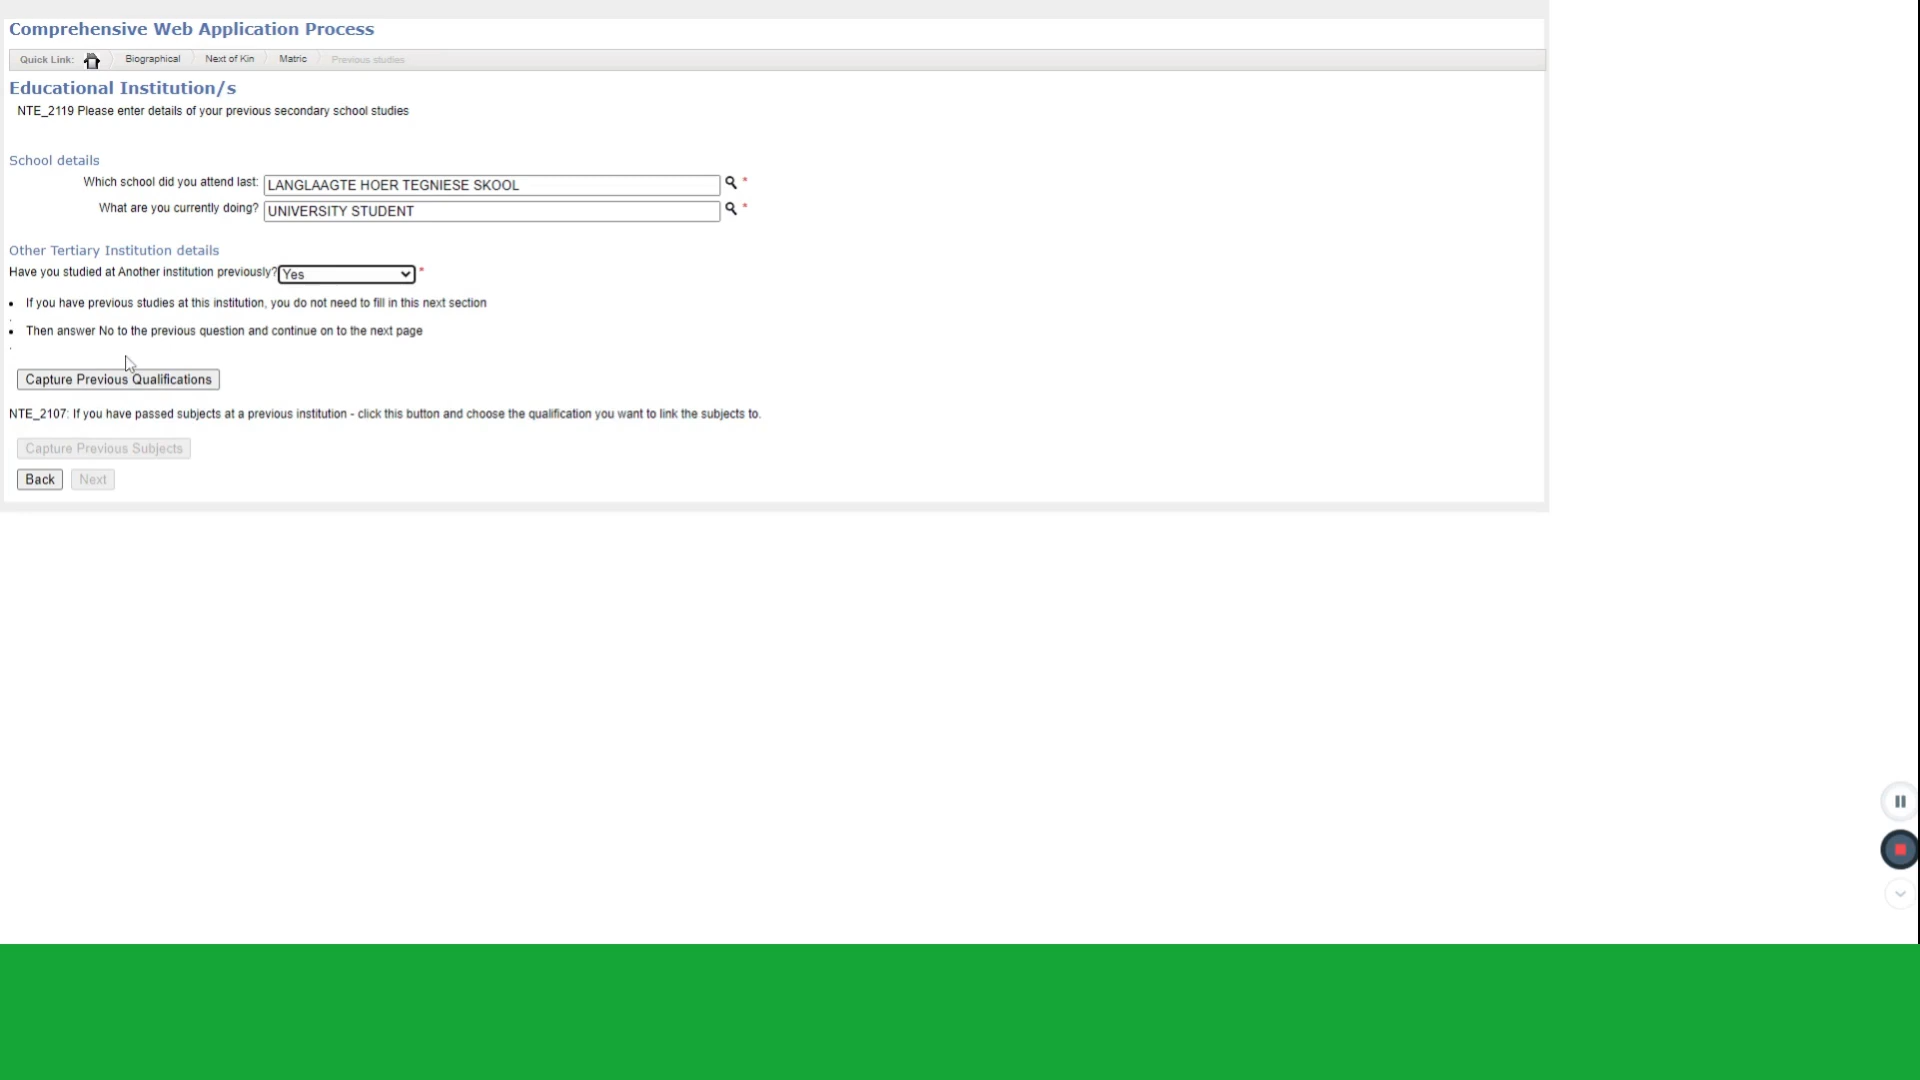 Comprehensive Web Application Process
Quick Link: Biographical Next of Kin Matric Previous studies
Educational Institution/s
NTE_2119 Please enter details of your previous secondary school studies
School details
Which school did you attend last: LANGLAAGTE HOER TEGNIESE SKOOL *
What are you currently doing? UNIVERSITY STUDENT *
Other Tertiary Institution details
Have you studied at Another institution previously? Yes *
• If you have previous studies at this institution, you do not need to fill in this next section
.
• Then answer No to the previous question and continue on to the next page
.
Capture Previous Qualifications
NTE_2107: If you have passed subjects at a previous institution - click this button and choose the qualification you want to link the subjects to.
Capture Previous Subjects
Back Next